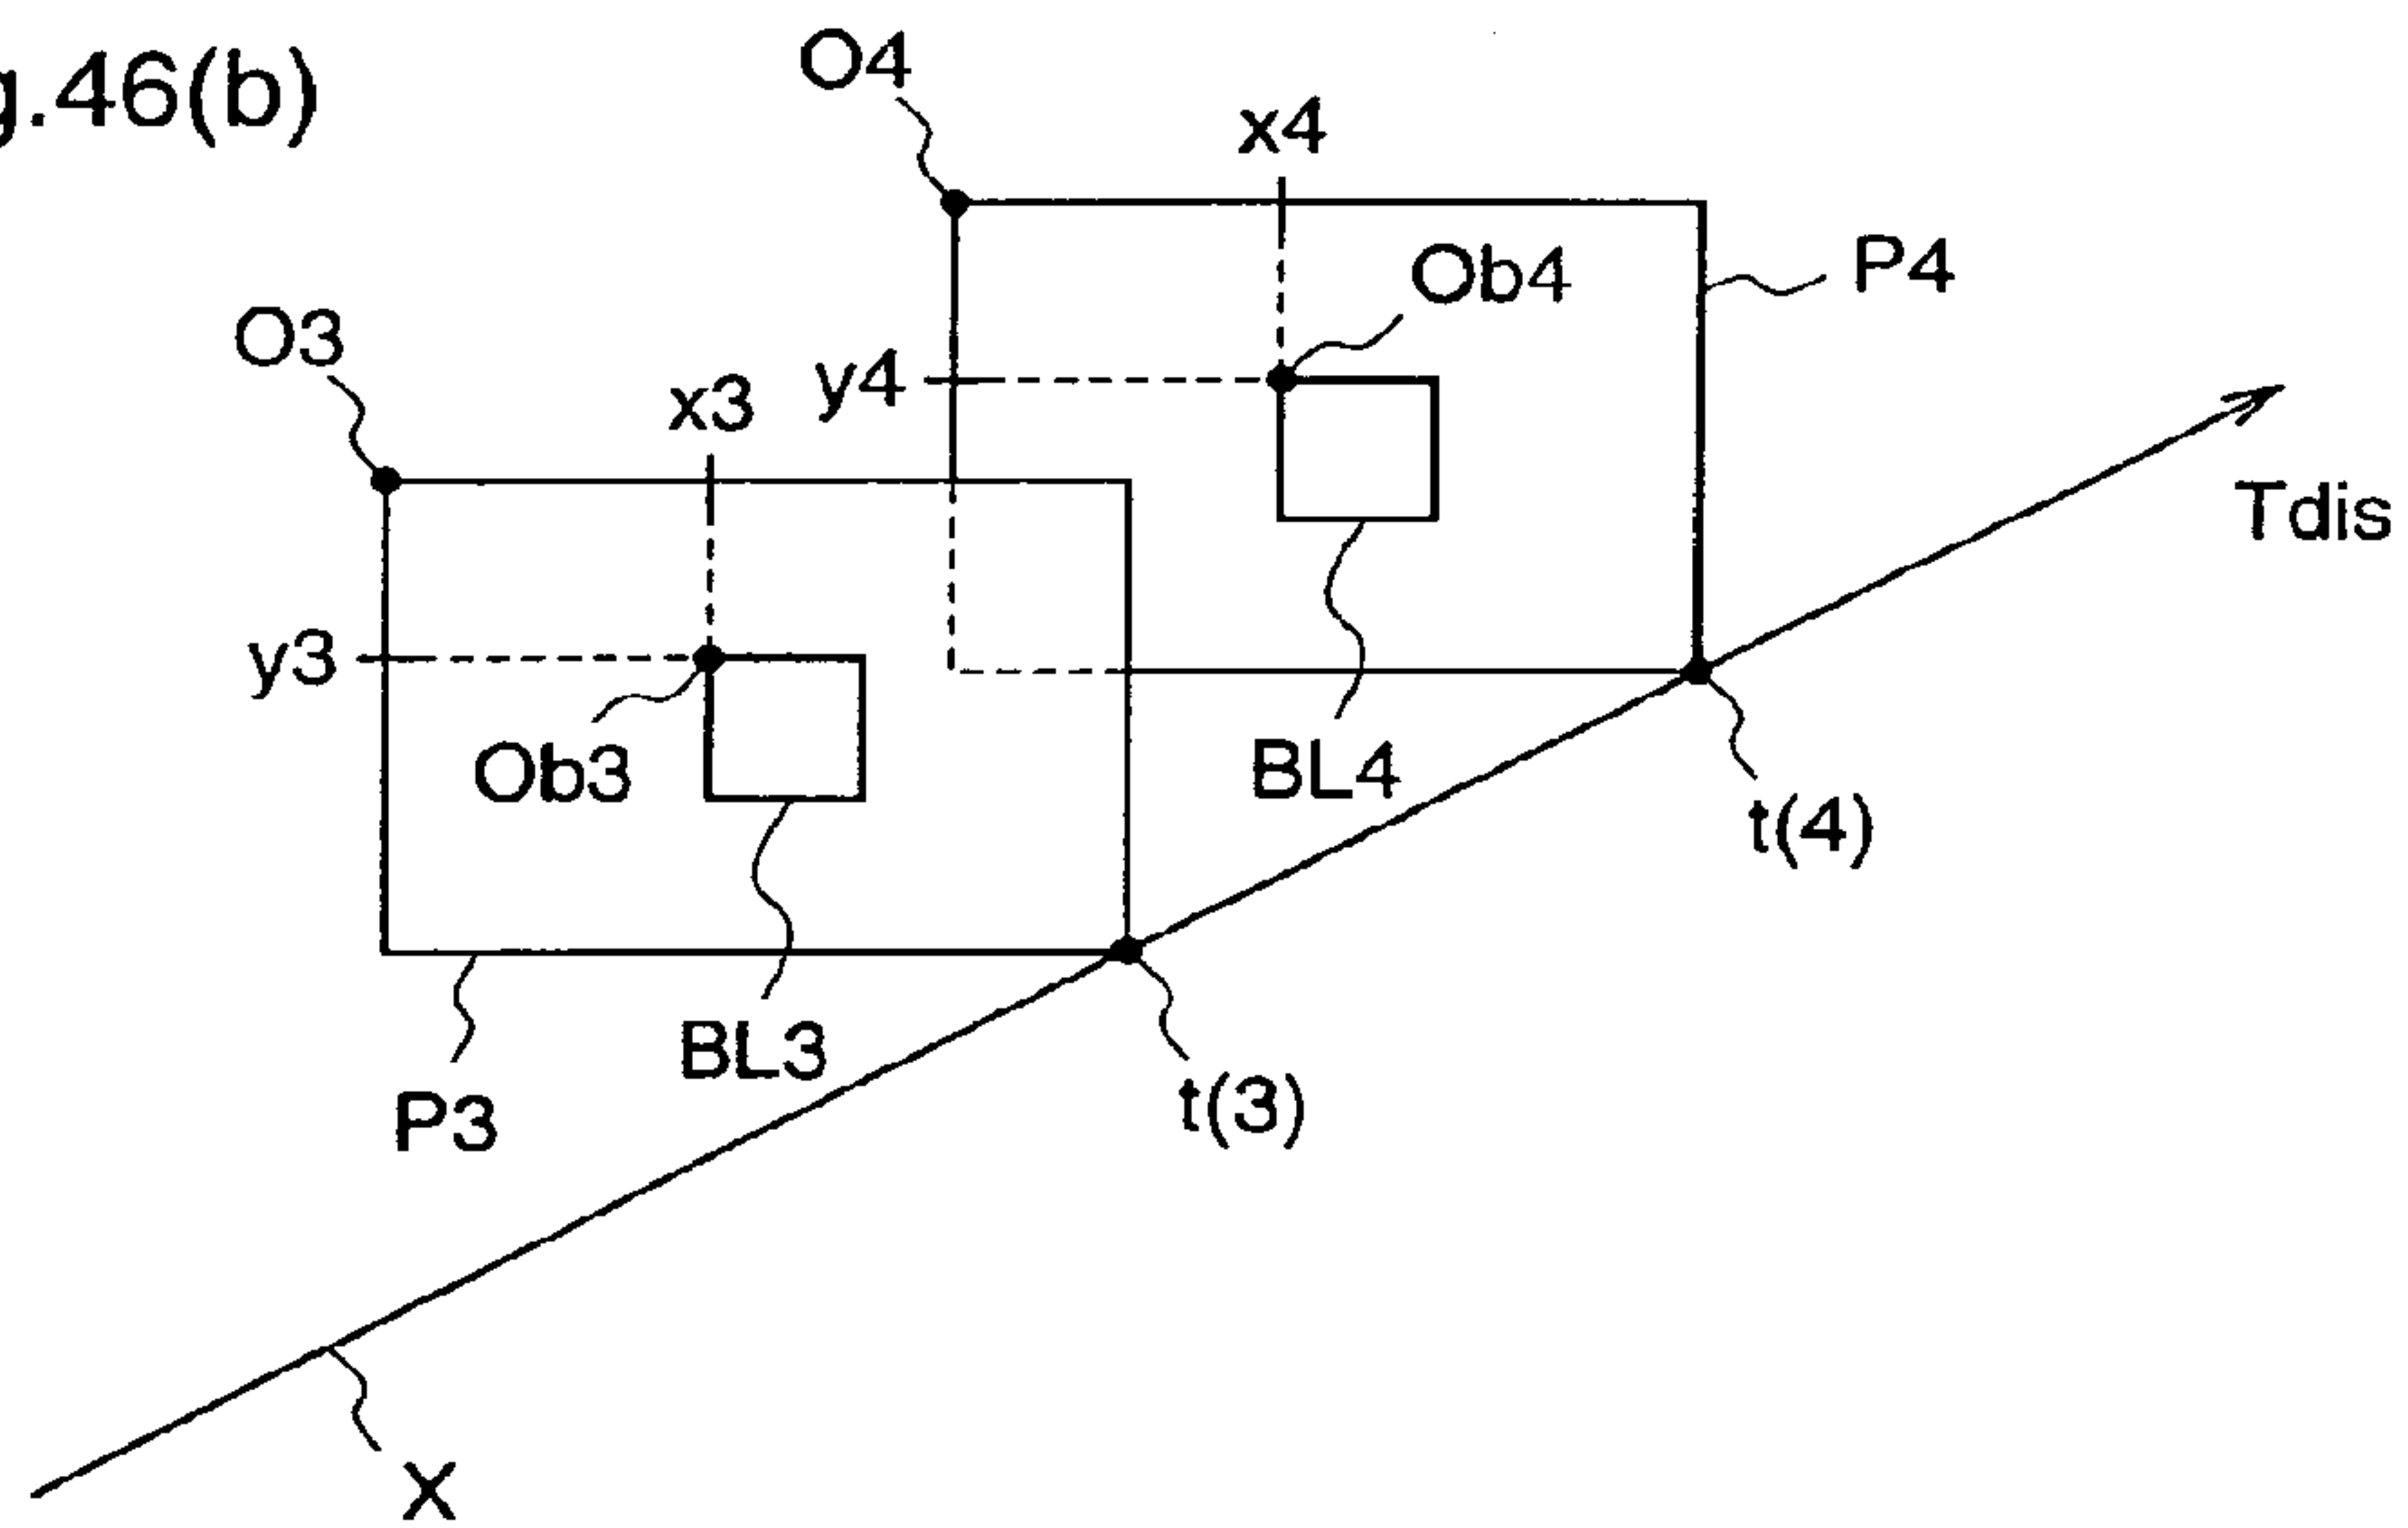 g.46(b)
O4
x4
Ob4
P4
O3
x3
y4
Tdis
y3
Ob3
BL4
t(4)
BL3
P3
t(3)
X